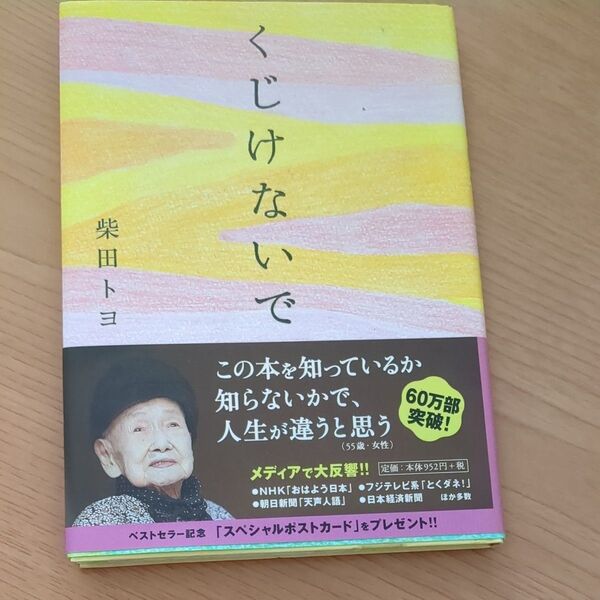 くじけないで
柴田トヨ
この本を知っているか
知らないかで、
人生が違うと思う
(55歳・女性)
60万部
突破!
メディアで大反響!!
定価:本体952円+税
●NHK「おはよう日本」 ●フジテレビ系「とくダネ!」
●朝日新聞「天声人語」 ●日本経済新聞 ほか多数
ベストセラー記念 「スペシャルポストカード」をプレゼント!!